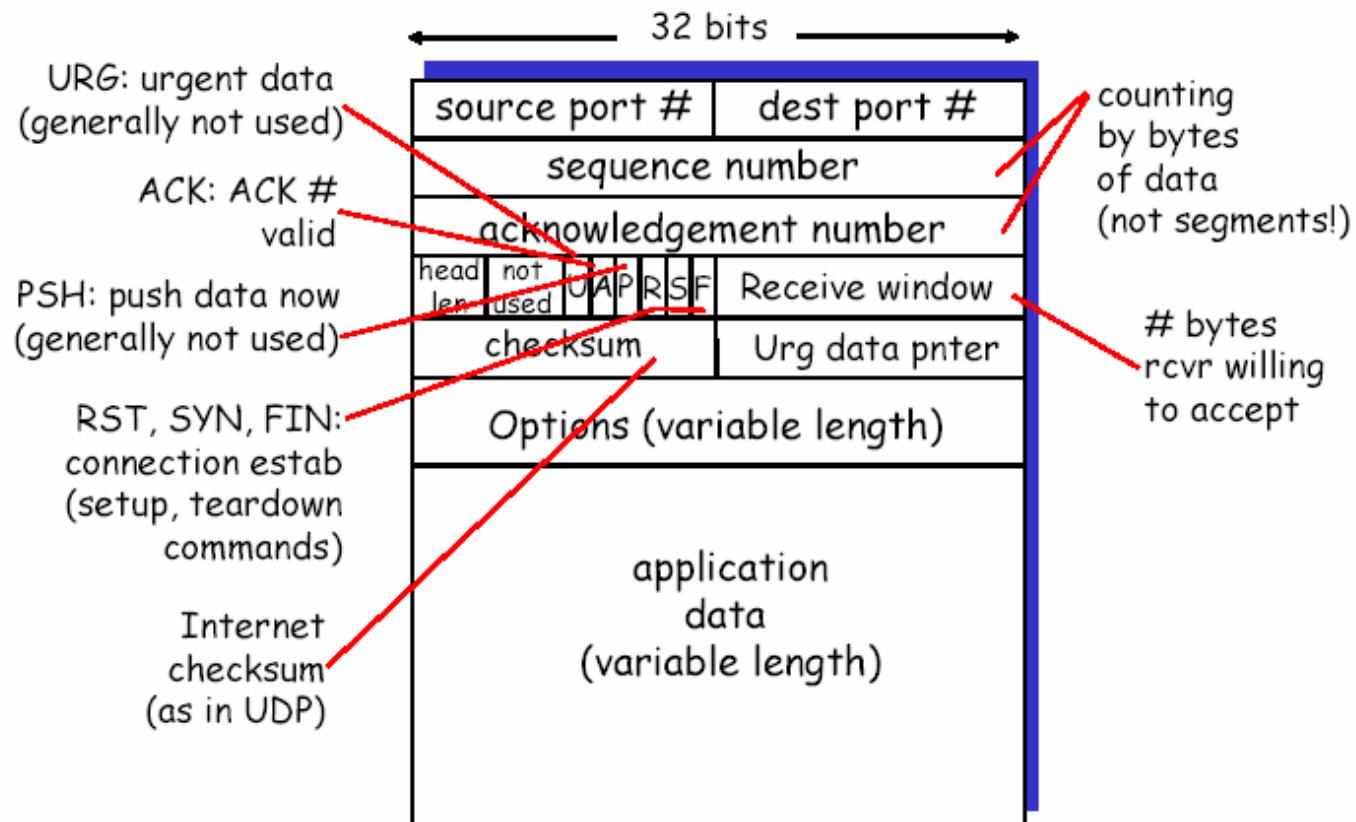 32 bits
URG: urgent data
(generally not used)
ACK: ACK #
valid
PSH: push data now
(generally not used)
RST, SYN, FIN:
connection estab
(setup, teardown
commands)
Internet
checksum
(as in UDP)
source port #
dest port #
sequence number
acknowledgement number
head
len
not
used
U
A
P
R
S
F
Receive window
checksum
Urg data pnter
Options (variable length)
application
data
(variable length)
counting
by bytes
of data
(not segments!)
# bytes
rcvr willing
to accept